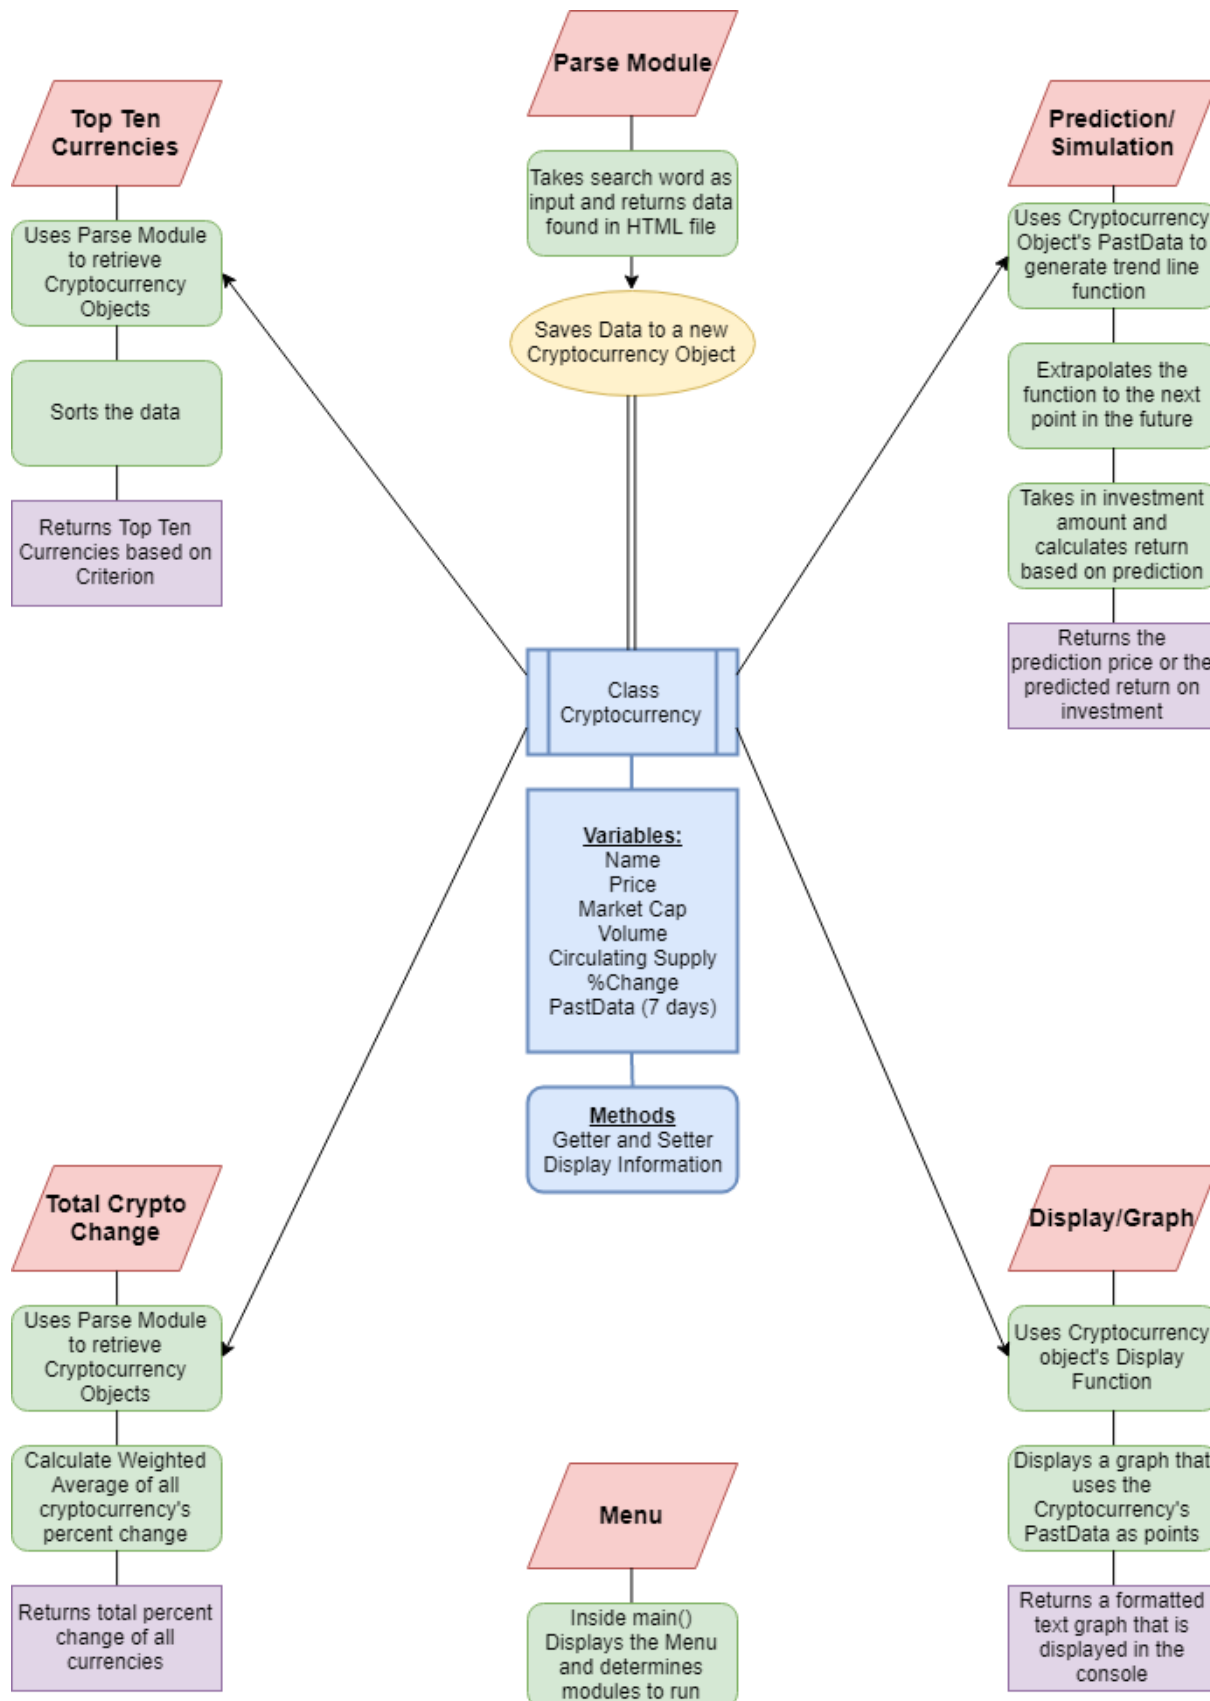 Parse Module
Takes search word as
input and returns data
found in HTML file
Saves Data to a new
Cryptocurrency Object
Top Ten
Currencies
Uses Parse Module
to retrieve
Cryptocurrency
Objects
Sorts the data
Returns Top Ten
Currencies based on
Criterion
Prediction/
Simulation
Uses Cryptocurrency
Object's PastData to
generate trend line
function
Extrapolates the
function to the next
point in the future
Takes in investment
amount and
calculates return
based on prediction
Returns the
prediction price or the
predicted return on
investment
Class
Cryptocurrency
Variables:
Name
Price
Market Cap
Volume
Circulating Supply
%Change
PastData (7 days)
Methods
Getter and Setter
Display Information
Total Crypto
Change
Uses Parse Module
to retrieve
Cryptocurrency
Objects
Calculate Weighted
Average of all
cryptocurrency's
percent change
Returns total percent
change of all
currencies
Menu
Inside main()
Displays the Menu
and determines
modules to run
Display/Graph
Uses Cryptocurrency
object's Display
Function
Displays a graph that
uses the
Cryptocurrency's
PastData as points
Returns a formatted
text graph that is
displayed in the
console